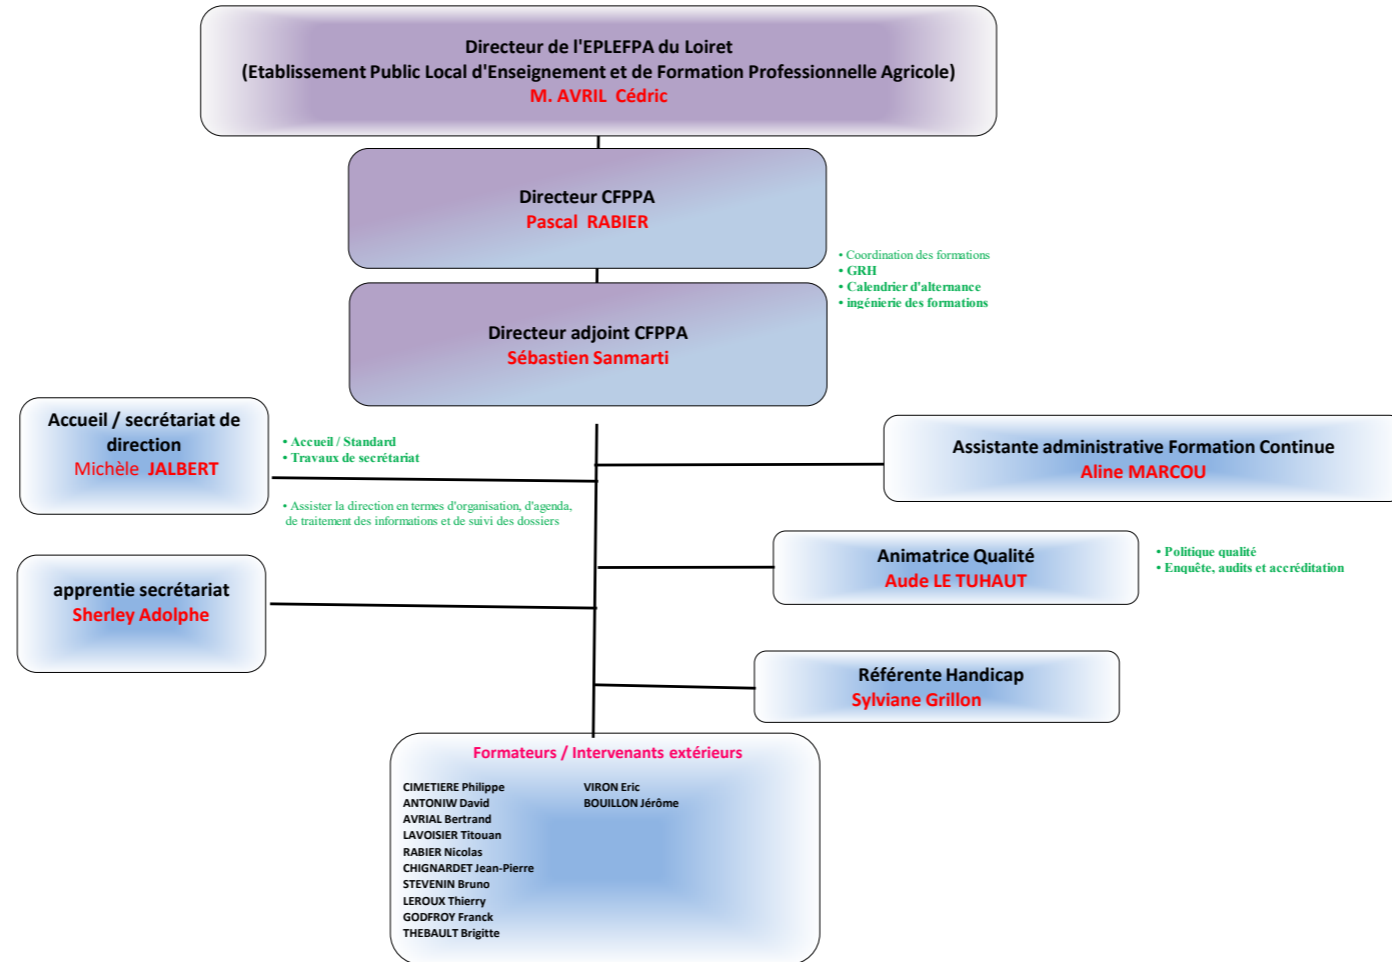 Directeur de l'EPLEFPA du Loiret
(Etablissement Public Local d'Enseignement et de Formation Professionnelle Agricole)
M. AVRIL Cédric
Directeur CFPPA
Pascal RABIER
• Coordination des formations
• GRH
• Calendrier d'alternance
• ingénierie des formations
Directeur adjoint CFPPA
Sébastien Sanmarti
Accueil / secrétariat de
direction
Michèle JALBERT
• Accueil / Standard
• Travaux de secrétariat
• Assister la direction en termes d'organisation, d'agenda,
de traitement des informations et de suivi des dossiers
Assistante administrative Formation Continue
Aline MARCOU
Animatrice Qualité
Aude LE TUHAUT
• Politique qualité
• Enquête, audits et accréditation
apprentie secrétariat
Sherley Adolphe
Référente Handicap
Sylviane Grillon
Formateurs / Intervenants extérieurs
CIMETIERE Philippe
ANTONIW David
AVRIAL Bertrand
LAVOISIER Titouan
RABIER Nicolas
CHIGNARDET Jean-Pierre
STEVENIN Bruno
LEROUX Thierry
GODFROY Franck
THEBAULT Brigitte
VIRON Eric
BOUILLON Jérôme